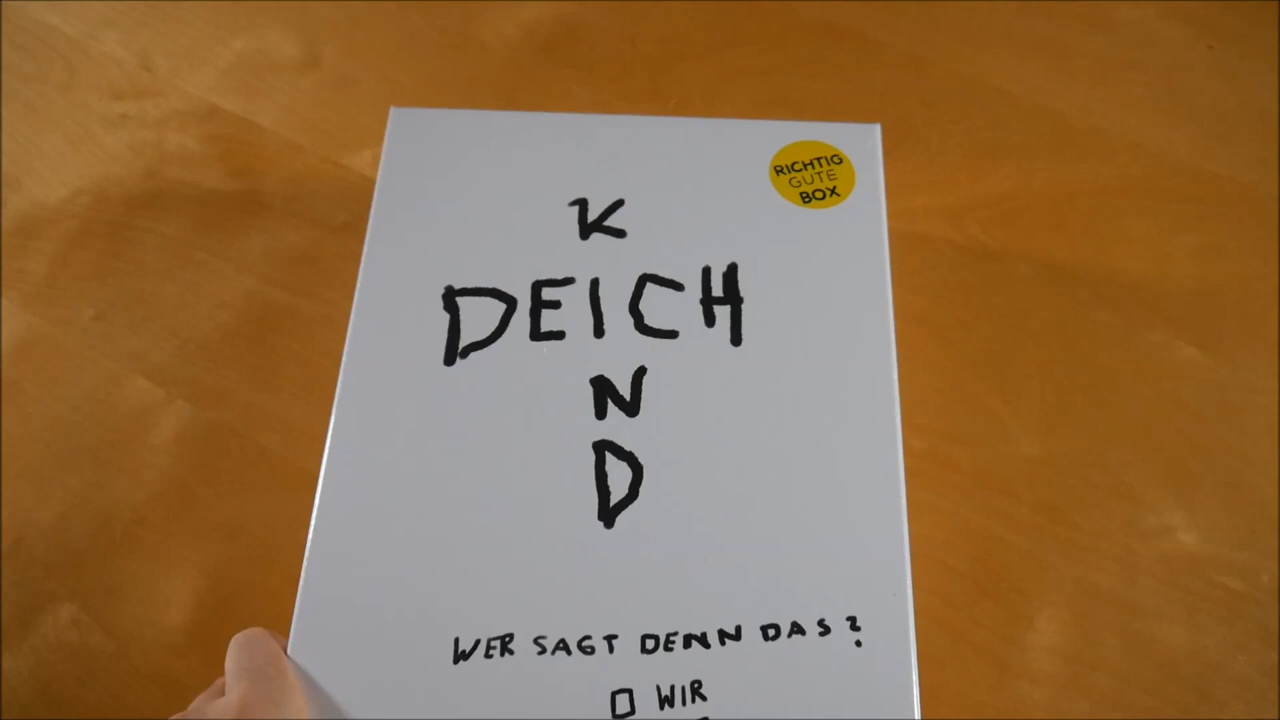 RICHTIG
GUTE
BOX
K
DEICH
N
D
WER SAGT DENN DAS?
☐ WIR